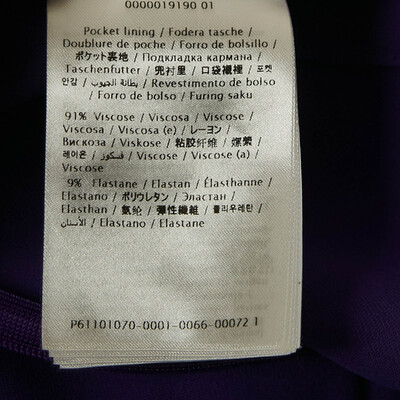 0000019190 01
Pocket lining / Fodera tasche /
Doublure de poche / Forro de bolsillo /
ポケット裏地 / Подкладка кармана /
Taschenfutter / 兜衬里 / 口袋襯裡 / 포켓
안감 / بطانة الجيوب / Revestimento de bolso
/ Forro de bolso / Furing saku
91% Viscose / Viscosa / Viscose /
Viscosa / Viscosa (e) / レーヨン /
Вискоза / Viskose / 粘胶纤维 / 嫘縈 /
레이온 / فسكوز / Viscose / Viscose (a) /
Viscose
9% Elastane / Elastan / Élasthanne /
Elastano / ポリウレタン / Эластан /
Elasthan / 氨纶 / 彈性纖維 / 폴리우레탄 /
الأستان / Elastano / Elastane
P61101070-0001-0066-00072 1